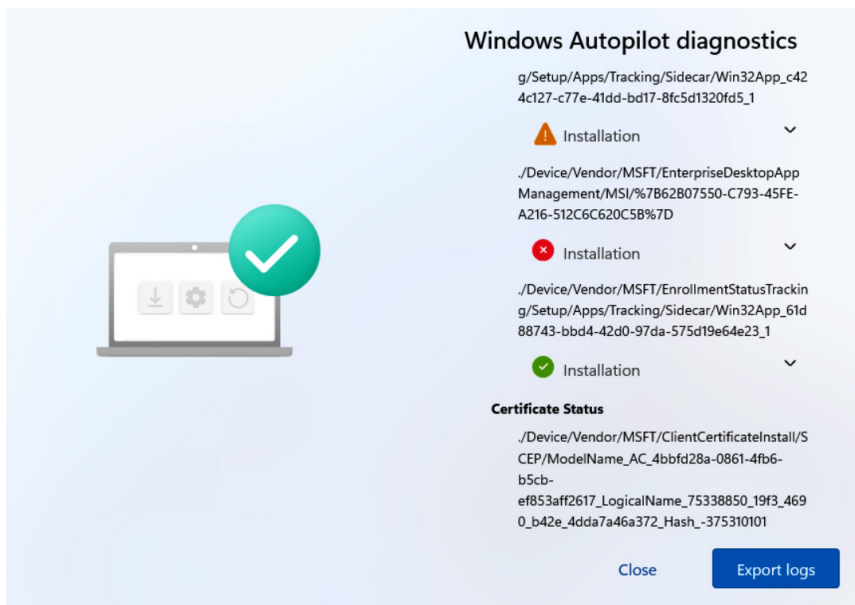 Windows Autopilot diagnostics
g/Setup/Apps/Tracking/Sidecar/Win32App_c42
4c127-c77e-41dd-bd17-8fc5d1320fd5_1
Installation
./Device/Vendor/MSFT/EnterpriseDesktopApp
Management/MSI/%7B62B07550-C793-45FE-
A216-512C6C620C5B%7D
Installation
./Device/Vendor/MSFT/EnrollmentStatusTrackin
g/Setup/Apps/Tracking/Sidecar/Win32App_61d
88743-bbd4-42d0-97da-575d19e64e23_1
Installation
Certificate Status
./Device/Vendor/MSFT/ClientCertificateInstall/S
CEP/ModelName_AC_4bbfd28a-0861-4fb6-
b5cb-
ef853aff2617_LogicalName_75338850_19f3_469
0_b42e_4dda7a46a372_Hash_-375310101
Close
Export logs